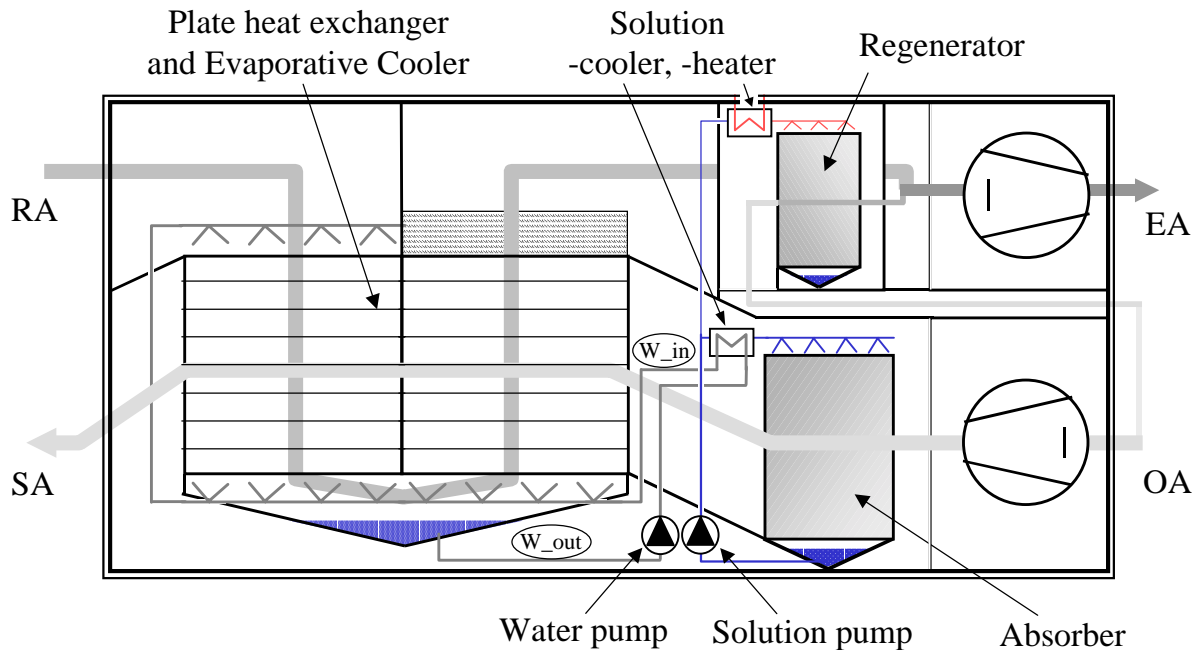 Plate heat exchanger
and Evaporative Cooler
Solution
-cooler, -heater
Regenerator
RA
EA
W_in
SA
OA
W_out
Water pump
Solution pump
Absorber